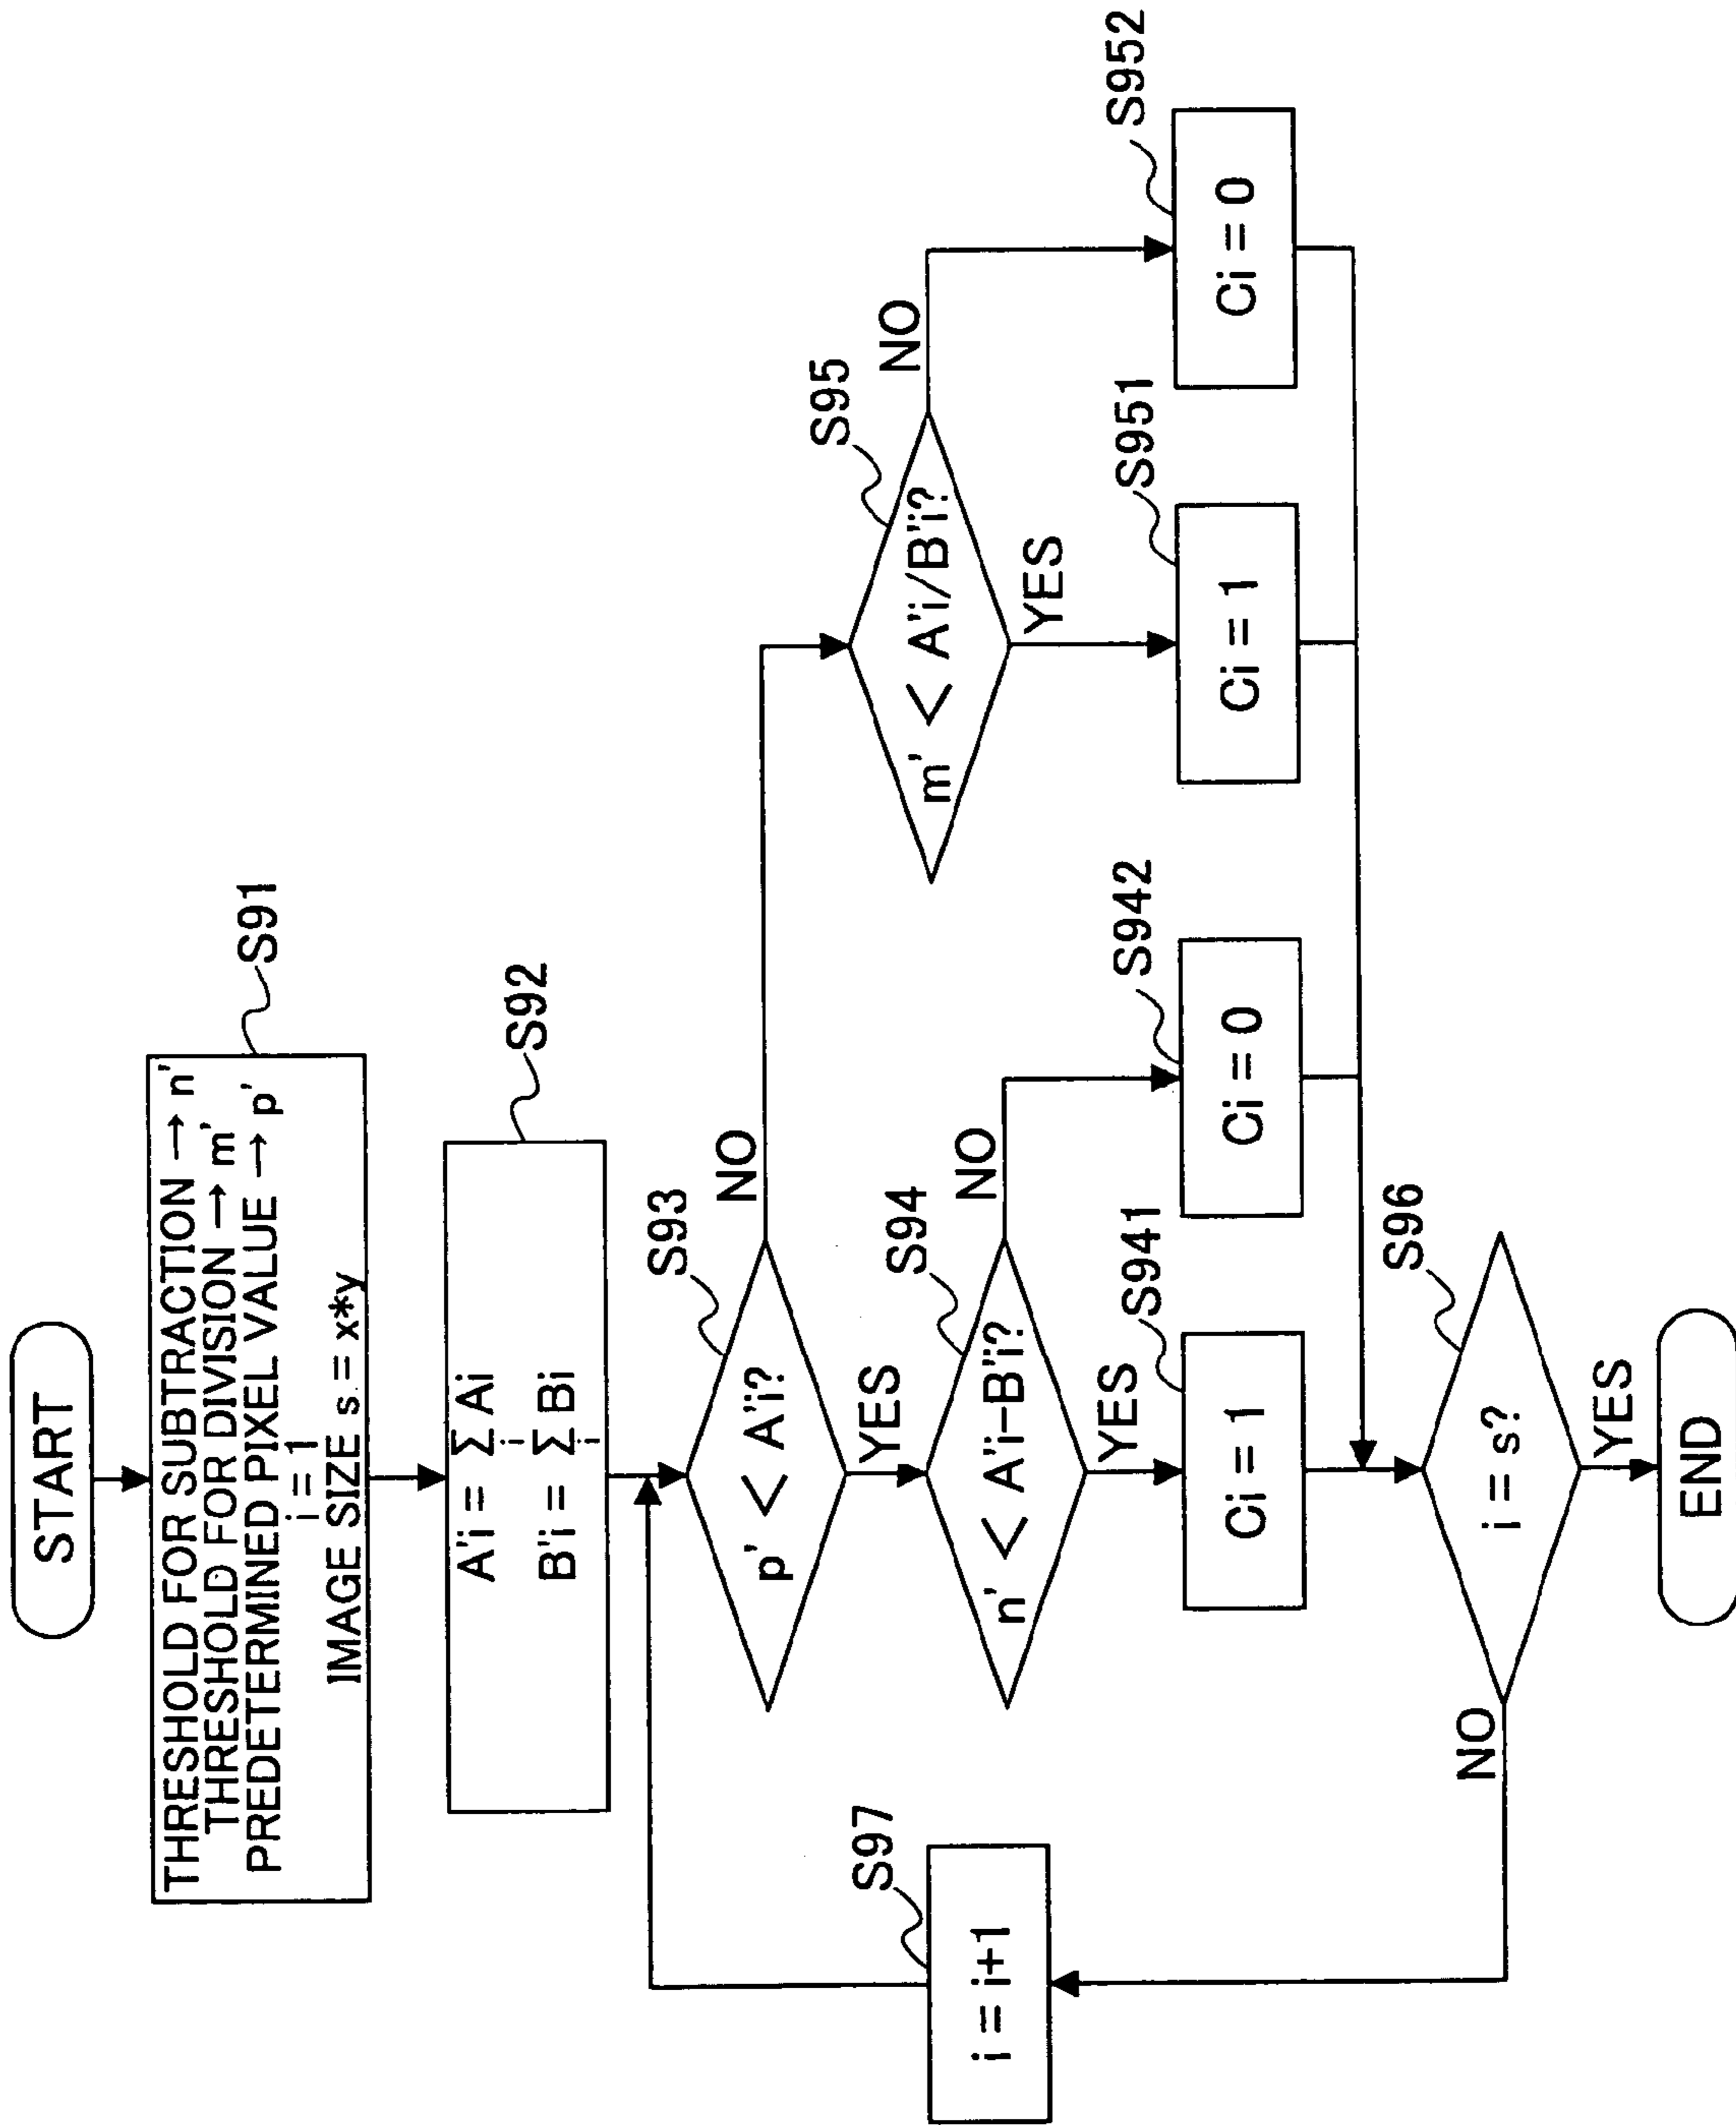 START
THRESHOLD FOR SUBTRACTION → n'
THRESHOLD FOR DIVISION → m'
PREDETERMINED PIXEL VALUE → p'
i = 1
IMAGE SIZE s = x*y
S91
A'i = Σ Ai
i
B'i = Σ Bi
i
S92
p' < A'i?
S93
NO
YES
n' < A'i-B'i?
S94
NO
YES
m' < A'i/B'i?
S95
NO
YES
Ci = 1
S941
Ci = 0
S942
Ci = 1
S951
Ci = 0
S952
i = s?
S96
NO
YES
i = i+1
S97
END